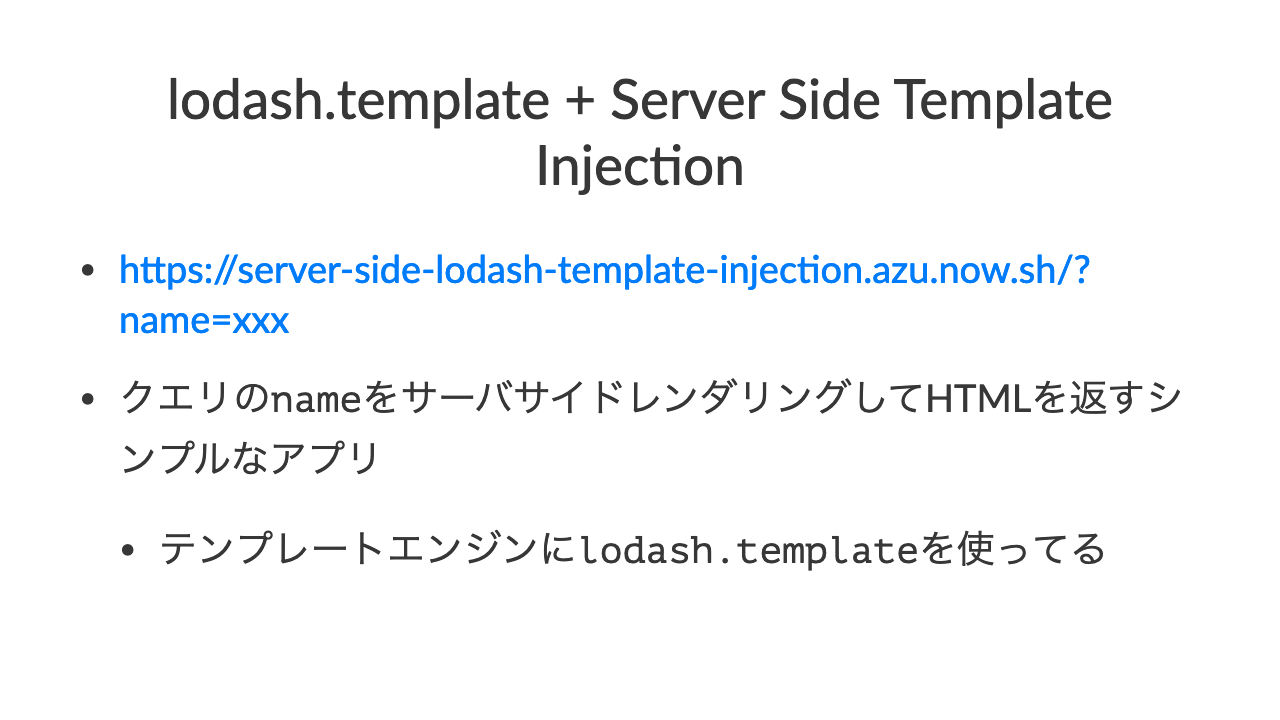 lodash.template + Server Side Template
Injection
• https://server-side-lodash-template-injection.azu.now.sh/?
name=xxx
• クエリのnameをサーバサイドレンダリングしてHTMLを返すシ
ンプルなアプリ
• テンプレートエンジンにlodash.templateを使ってる